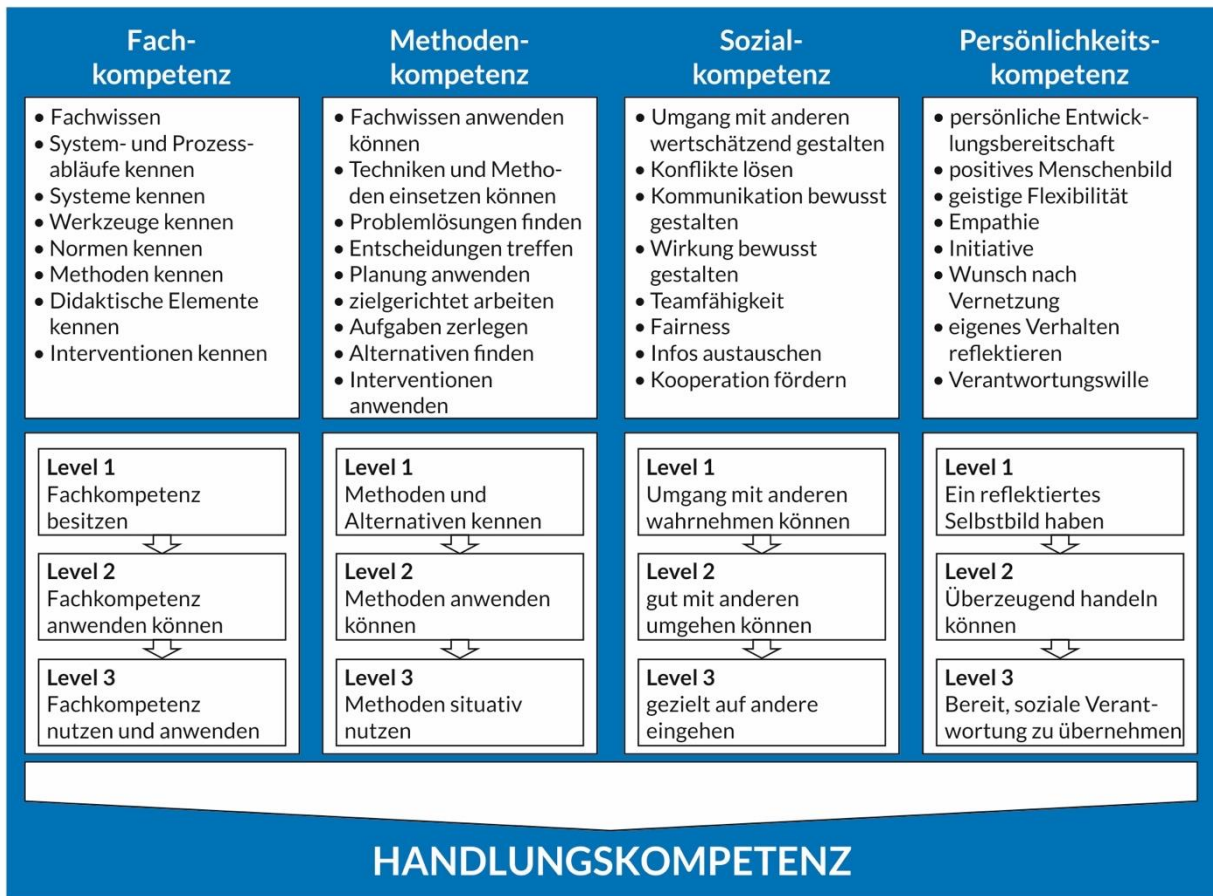 Fach-
kompetenz
• Fachwissen
• System- und Prozess-
abläufe kennen
• Systeme kennen
• Werkzeuge kennen
• Normen kennen
• Methoden kennen
• Didaktische Elemente
kennen
• Interventionen kennen
Level 1
Fachkompetenz
besitzen
Level 2
Fachkompetenz
anwenden können
Level 3
Fachkompetenz
nutzen und anwenden
Methoden-
kompetenz
• Fachwissen anwenden
können
• Techniken und Metho-
den einsetzen können
• Problemlösungen finden
• Entscheidungen treffen
• Planung anwenden
• zielgerichtet arbeiten
• Aufgaben zerlegen
• Alternativen finden
• Interventionen
anwenden
Level 1
Methoden und
Alternativen kennen
Level 2
Methoden anwenden
können
Level 3
Methoden situativ
nutzen
Sozial-
kompetenz
• Umgang mit anderen
wertschätzend gestalten
• Konflikte lösen
• Kommunikation bewusst
gestalten
• Wirkung bewusst
gestalten
• Teamfähigkeit
• Fairness
• Infos austauschen
• Kooperation fördern
Level 1
Umgang mit anderen
wahrnehmen können
Level 2
gut mit anderen
umgehen können
Level 3
gezielt auf andere
eingehen
Persönlichkeits-
kompetenz
• persönliche Entwick-
lungsbereitschaft
• positives Menschenbild
• geistige Flexibilität
• Empathie
• Initiative
• Wunsch nach
Vernetzung
• eigenes Verhalten
reflektieren
• Verantwortungswille
Level 1
Ein reflektiertes
Selbstbild haben
Level 2
Überzeugend handeln
können
Level 3
Bereit, soziale Verant-
wortung zu übernehmen
HANDLUNGSKOMPETENZ